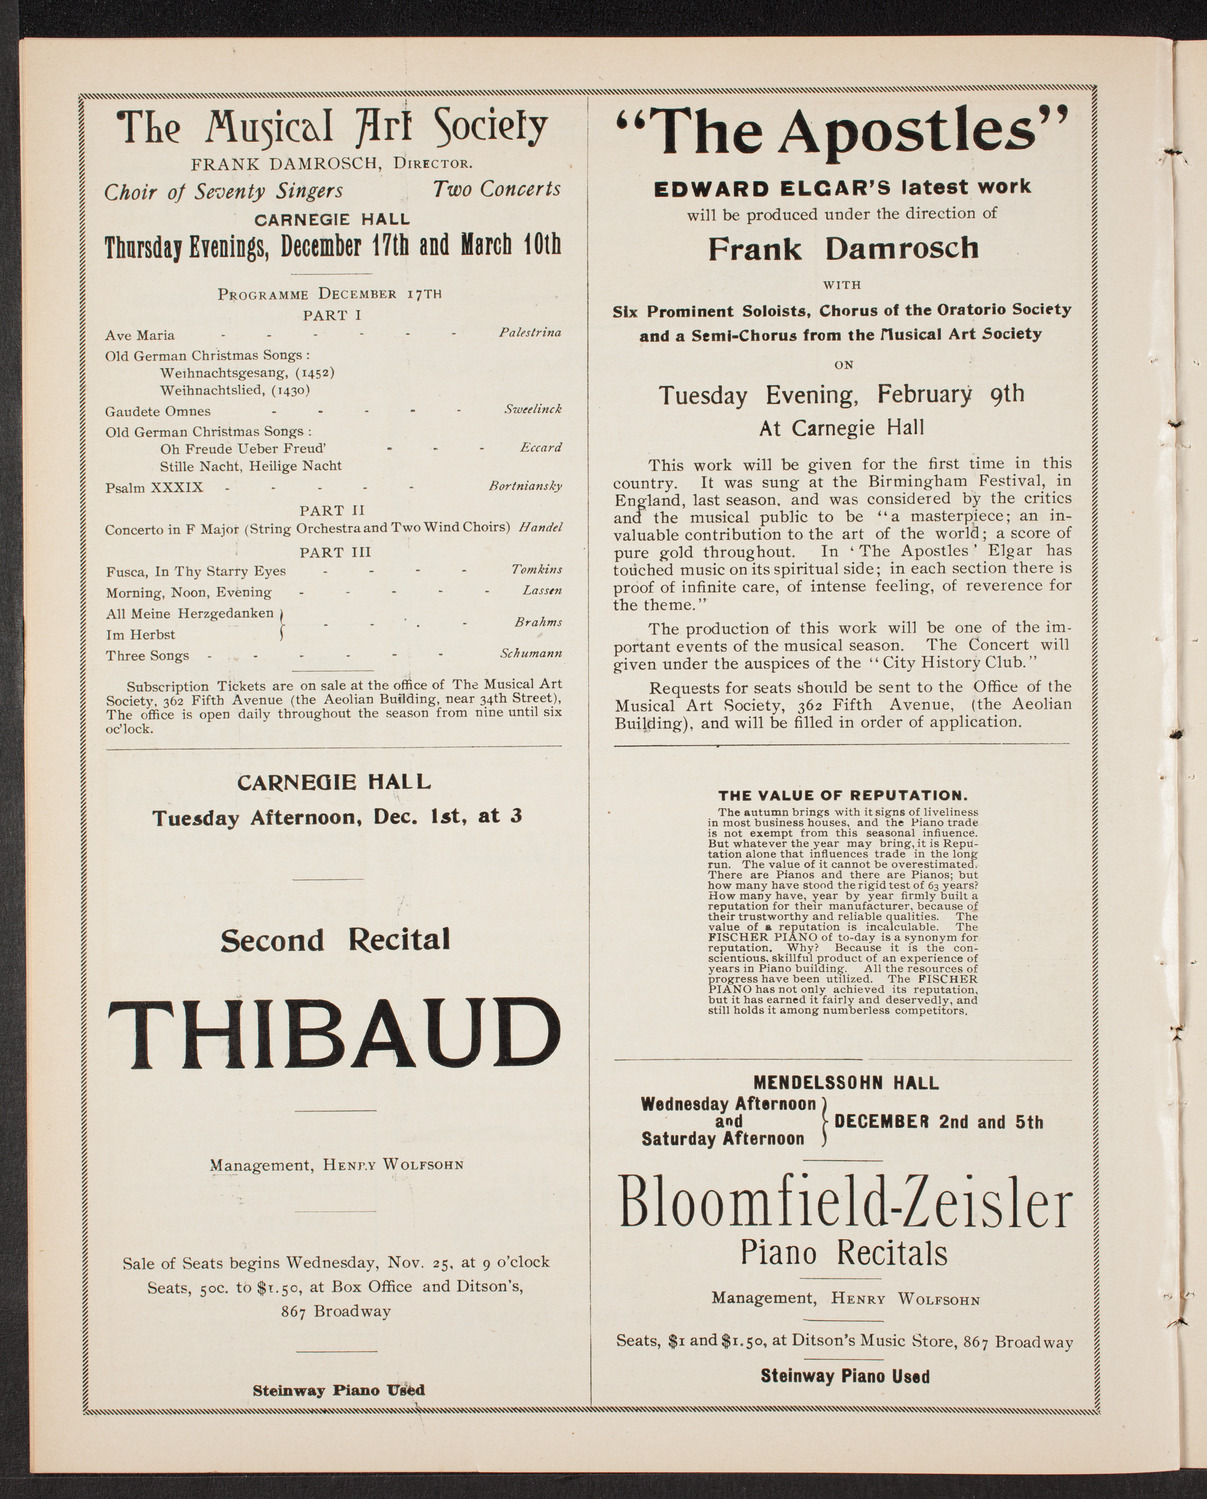 The Musical Art Society
FRANK DAMROSCH, DIRECTOR.
Choir of Seventy Singers Two Concerts
CARNEGIE HALL
Thursday Evenings, December 17th and March 10th
PROGRAMME DECEMBER 17TH
PART I
Ave Maria - - - - - - Palestrina
Old German Christmas Songs :
Weihnachtsgesang, (1452)
Weihnachtslied, (1430)
Gaudete Omnes - - - - - Sweelinck
Old German Christmas Songs :
Oh Freude Ueber Freud' - - - Eccard
Stille Nacht, Heilige Nacht
Psalm XXXIX - - - - - Bortniansky
PART II
Concerto in F Major (String Orchestra and Two Wind Choirs) Handel
PART III
Fusca, In Thy Starry Eyes - - - - Tomkins
Morning, Noon, Evening - - - - - Lassen
All Meine Herzgedanken }
- - - - Brahms
Im Herbst
Three Songs - - - - - - Schumann
Subscription Tickets are on sale at the office of The Musical Art
Society, 362 Fifth Avenue (the Aeolian Building, near 34th Street),
The office is open daily throughout the season from nine until six
oc'lock.
CARNEGIE HALL
Tuesday Afternoon, Dec. 1st, at 3
Second Recital
THIBAUD
Management, HENRY WOLFSOHN
Sale of Seats begins Wednesday, Nov. 25, at 9 o'clock
Seats, 50c. to $1.50, at Box Office and Ditson's,
867 Broadway
Steinway Piano Used
"The Apostles"
EDWARD ELGAR'S latest work
will be produced under the direction of
Frank Damrosch
WITH
Six Prominent Soloists, Chorus of the Oratorio Society
and a Semi-Chorus from the Musical Art Society
ON
Tuesday Evening, February 9th
At Carnegie Hall
This work will be given for the first time in this
country. It was sung at the Birmingham Festival, in
England, last season, and was considered by the critics
and the musical public to be "a masterpiece; an in-
valuable contribution to the art of the world; a score of
pure gold throughout. In 'The Apostles' Elgar has
touched music on its spiritual side; in each section there is
proof of infinite care, of intense feeling, of reverence for
the theme."
The production of this work will be one of the im-
portant events of the musical season. The Concert will
given under the auspices of the "City History Club."
Requests for seats should be sent to the Office of the
Musical Art Society, 362 Fifth Avenue, (the Aeolian
Building), and will be filled in order of application.
THE VALUE OF REPUTATION.
The autumn brings with it signs of liveliness
in most business houses, and the Piano trade
is not exempt from this seasonal influence.
But whatever the year may bring, it is Repu-
tation alone that influences trade in the long
run. The value of it cannot be overestimated.
There are Pianos and there are Pianos; but
how many have stood the rigid test of 63 years?
How many have, year by year firmly built a
reputation for their manufacturer, because of
their trustworthy and reliable qualities. The
value of a reputation is incalculable. The
FISCHER PIANO of to-day is a synonym for
reputation. Why? Because it is the con-
scientious, skillful product of an experience of
years in Piano building. All the resources of
progress have been utilized. The FISCHER
PIANO has not only achieved its reputation,
but it has earned it fairly and deservedly, and
still holds it among numberless competitors.
MENDELSSOHN HALL
Wednesday Afternoon
and } DECEMBER 2nd and 5th
Saturday Afternoon
Bloomfield-Zeisler
Piano Recitals
Management, HENRY WOLFSOHN
Seats, $1 and $1.50, at Ditson's Music Store, 867 Broadway
Steinway Piano Used